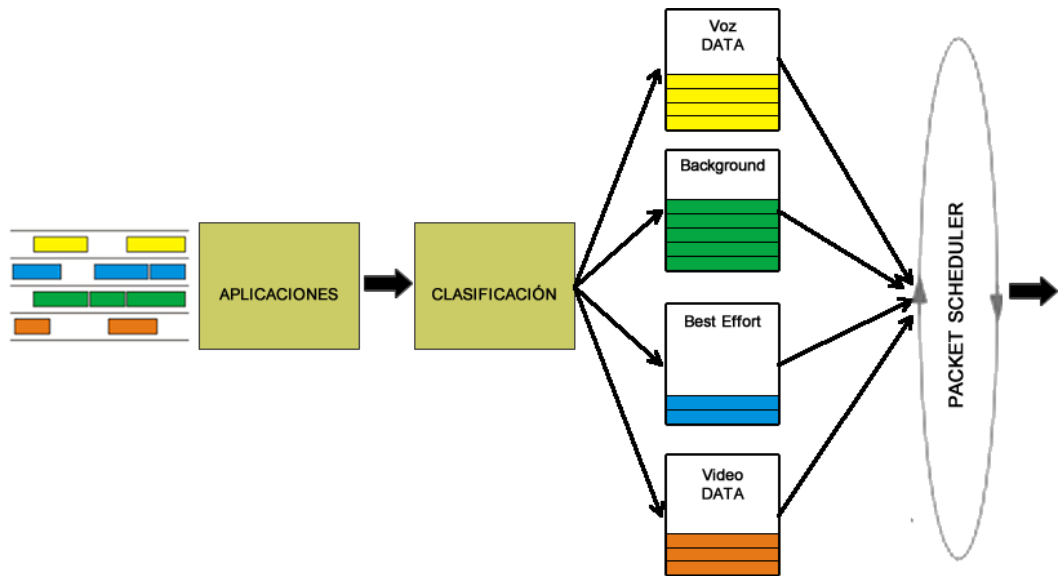 Voz
DATA
Background
APLICACIONES
CLASIFICACIÓN
Best Effort
Video
DATA
PACKET SCHEDULER